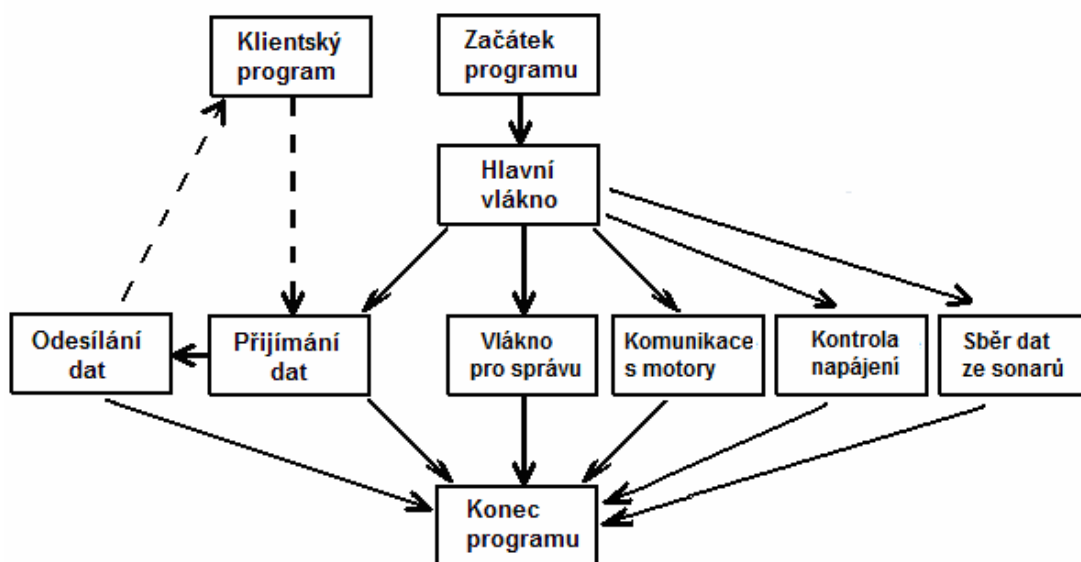 Klientský
program
Začátek
programu
Hlavní
vlákno
Odesílání
dat
Přijímání
dat
Vlákno
pro správu
Komunikace
s motory
Kontrola
napájení
Sběr dat
ze sonarů
Konec
programu